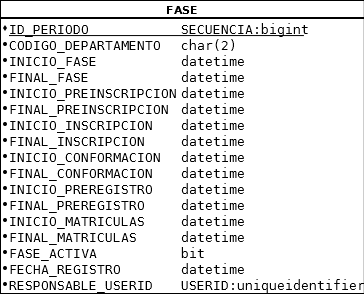 FASE
•ID_PERIODO SECUENCIA:bigint
•CODIGO_DEPARTAMENTO char(2)
•INICIO_FASE datetime
•FINAL_FASE datetime
•INICIO_PREINSCRIPCION datetime
•FINAL_PREINSCRIPCION datetime
•INICIO_INSCRIPCION datetime
•FINAL_INSCRIPCION datetime
•INICIO_CONFORMACION datetime
•FINAL_CONFORMACION datetime
•INICIO_PREREGISTRO datetime
•FINAL_PREREGISTRO datetime
•INICIO_MATRICULAS datetime
•FINAL_MATRICULAS datetime
•FASE_ACTIVA bit
•FECHA_REGISTRO datetime
•RESPONSABLE_USERID USERID:uniqueidentifier